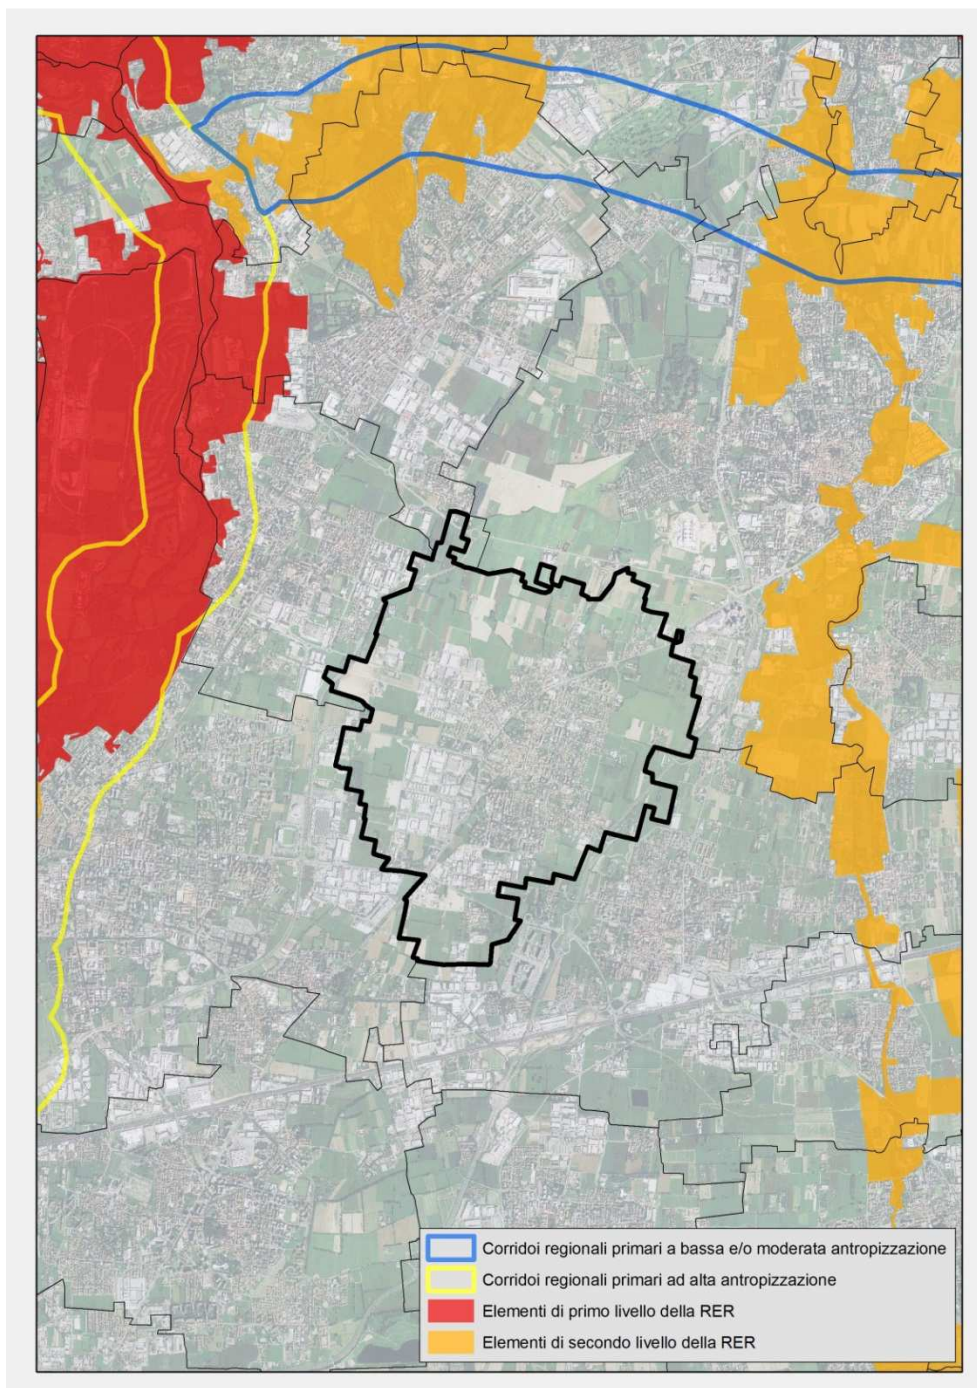 Corridoi regionali primari a bassa e/o moderata antropizzazione
Corridoi regionali primari ad alta antropizzazione
Elementi di primo livello della RER
Elementi di secondo livello della RER